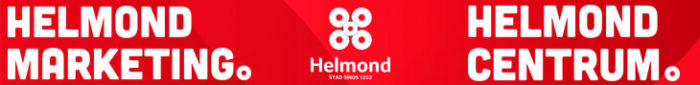 HELMOND
MARKETING.
Helmond
STAD SINDS 1232
HELMOND
CENTRUM.